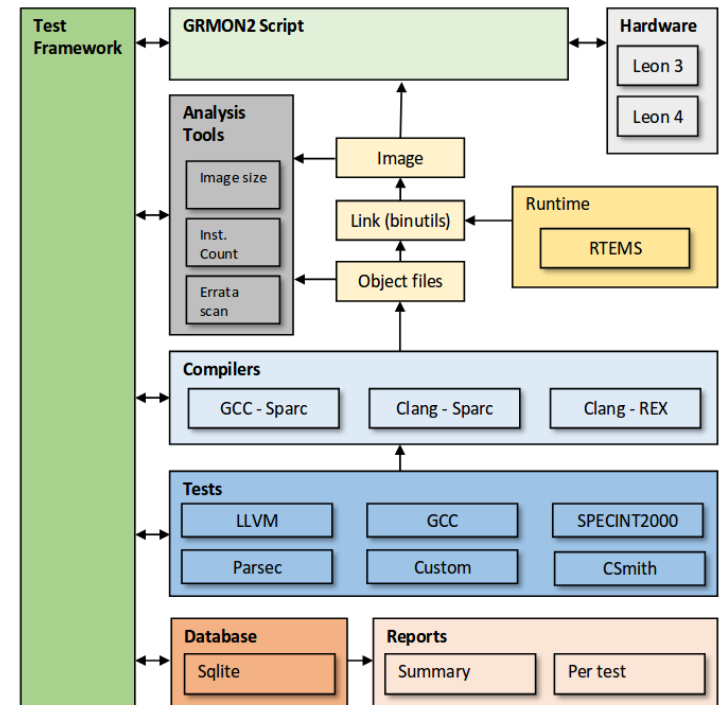 Test
Framework
GRMON2 Script
Hardware
Leon 3
Leon 4
Analysis
Tools
Image size
Inst.
Count
Errata
scan
Image
Link (binutils)
Object files
Runtime
RTEMS
Compilers
GCC - Sparc
Clang - Sparc
Clang - REX
Tests
LLVM
GCC
SPECINT2000
Parsec
Custom
CSmith
Database
Sqlite
Reports
Summary
Per test